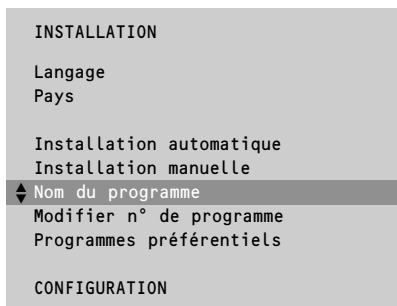 INSTALLATION
Langage
Pays
Installation automatique
Installation manuelle
Nom du programme
Modifier n° de programme
Programmes préférentiels
CONFIGURATION